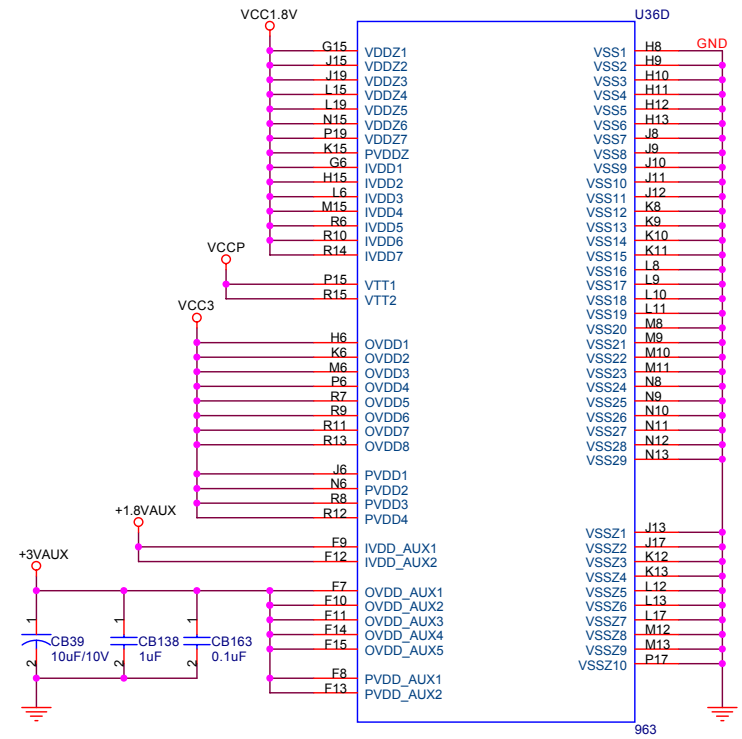 VCC1.8V U36D
G15 VDDZ1 VSS1 H8 GND
J15 VDDZ2 VSS2 H9
J19 VDDZ3 VSS3 H10
L15 VDDZ4 VSS4 H11
L19 VDDZ5 VSS5 H12
N15 VDDZ6 VSS6 H13
P19 VDDZ7 VSS7 J8
K15 PVDDZ VSS8 J9
G6 IVDD1 VSS9 J10
H15 IVDD2 VSS10 J11
L6 IVDD3 VSS11 J12
M15 IVDD4 VSS12 K8
R6 IVDD5 VSS13 K9
R10 IVDD6 VSS14 K10
R14 IVDD7 VSS15 K11
VCCP VSS16 L8
P15 VTT1 VSS17 L9
R15 VTT2 VSS18 L10
VCC3 VSS19 L11
VSS20 M8
H6 OVDD1 VSS21 M9
K6 OVDD2 VSS22 M10
M6 OVDD3 VSS23 M11
P6 OVDD4 VSS24 N8
R7 OVDD5 VSS25 N9
R9 OVDD6 VSS26 N10
R11 OVDD7 VSS27 N11
R13 OVDD8 VSS28 N12
VSS29 N13
J6 PVDD1
N6 PVDD2
R8 PVDD3
R12 PVDD4
+1.8VAUX VSSZ1 J13
F9 IVDD_AUX1 VSSZ2 J17
F12 IVDD_AUX2 VSSZ3 K12
+3VAUX VSSZ4 K13
F7 OVDD_AUX1 VSSZ5 L12
F10 OVDD_AUX2 VSSZ6 L13
F11 OVDD_AUX3 VSSZ7 L17
F14 OVDD_AUX4 VSSZ8 M12
F15 OVDD_AUX5 VSSZ9 M13
VSSZ10 P17
F8 PVDD_AUX1
F13 PVDD_AUX2
1 1 1
CB39 CB138 CB163
10uF/10V 1uF 0.1uF
2 2 2
963